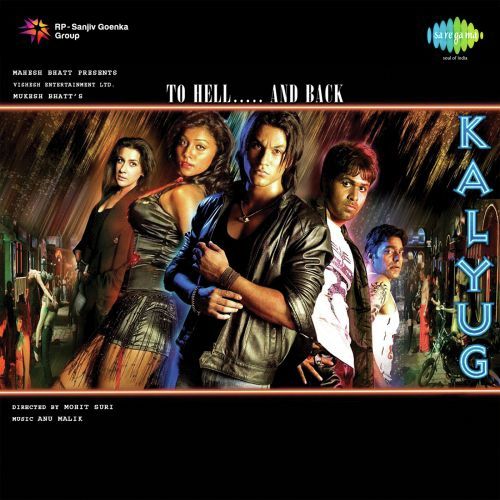 RP-Sanjiv Goenka
Group
saregama
soul of India
MAHESH BHATT PRESENTS
VISHESH ENTERTAINMENT LTD.
MUKESH BHATT'S
TO HELL..... AND BACK
KALYUG
DIRECTED BY MOHIT SURI
MUSIC ANU MALIK